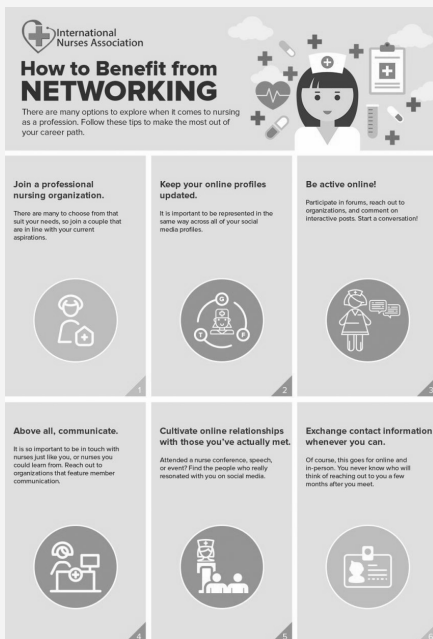 International
Nurses Association
How to Benefit from
NETWORKING
There are many options to explore when it comes to nursing
as a profession. Follow these tips to make the most out of
your career path.
Join a professional
nursing organization.
There are many to choose from that
suit your needs, so join a couple that
are in line with your current
aspirations.
1
Keep your online profiles
updated.
It is important to be represented in the
same way across all of your social
media profiles.
G
T
F
2
Be active online!
Participate in forums, reach out to
organizations, and comment on
interactive posts. Start a conversation!
3
Above all, communicate.
It is so important to be in touch with
nurses just like you, or nurses you
could learn from. Reach out to
organizations that feature member
communication.
4
Cultivate online relationships
with those you've actually met.
Attended a nurse conference, speech,
or event? Find the people who really
resonated with you on social media.
5
Exchange contact information
whenever you can.
Of course, this goes for online and
in-person. You never know who will
think of reaching out to you a few
months after you meet.